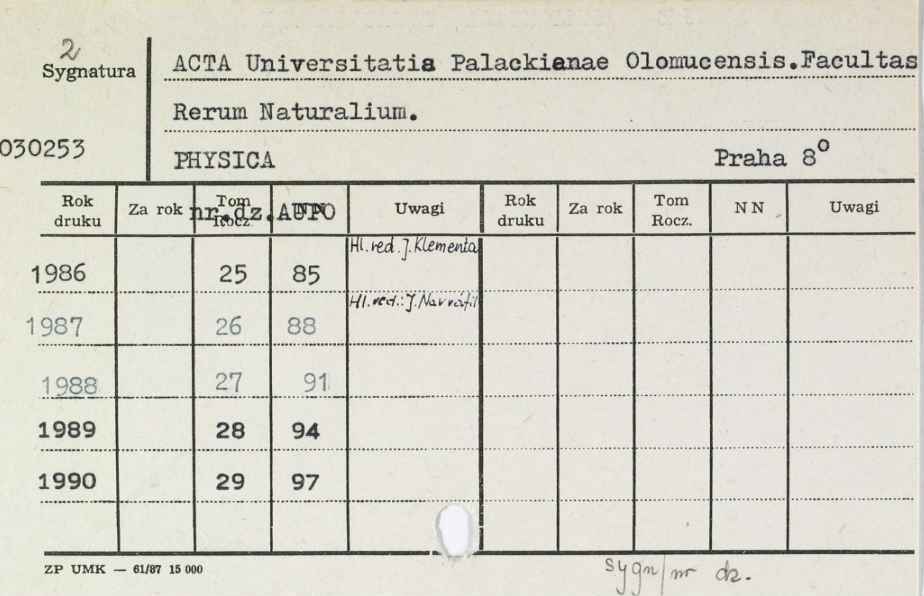 2
Sygnatura
030253
ACTA Universitatis Palackianae Olomucensis.Facultas
Rerum Naturalium.
PHYSICA Praha 8°
Rok druku Za rok Tom Rocz. NN Uwagi Rok druku Za rok Tom Rocz. NN Uwagi
nr.dz.AUPO
Hl. red. J. Klementa
1986 25 85
Hl. red.: J. Navrátil
1987 26 88
1988 27 91
1989 28 94
1990 29 97
ZP UMK — 61/87 15 000
sygn/nr dz.